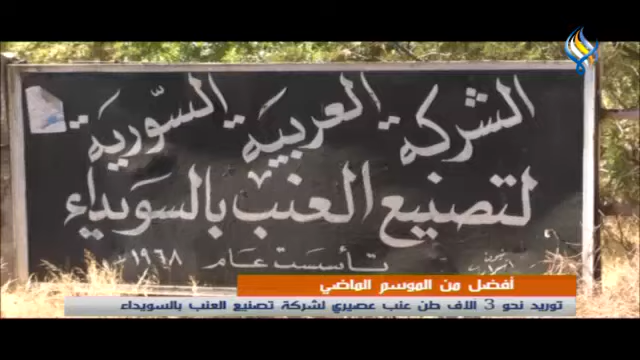 الشركة العربية السورية
لتصنيع العنب بالسويداء
تأسست عام ١٩٦٨م
أفضل من الموسم الماضي
توريد نحو 3 الاف طن عنب عصيري لشركة تصنيع العنب بالسويداء